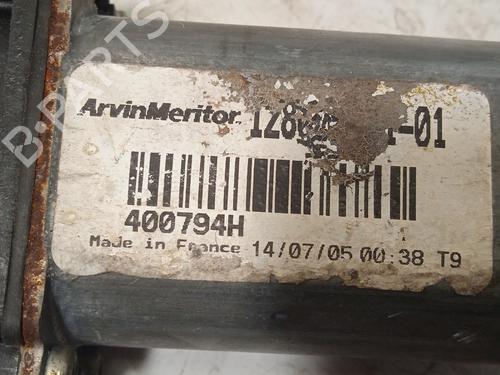 B-PARTS
ArvinMeritor
400794H
Made in France 14/07/05 00:38 T9